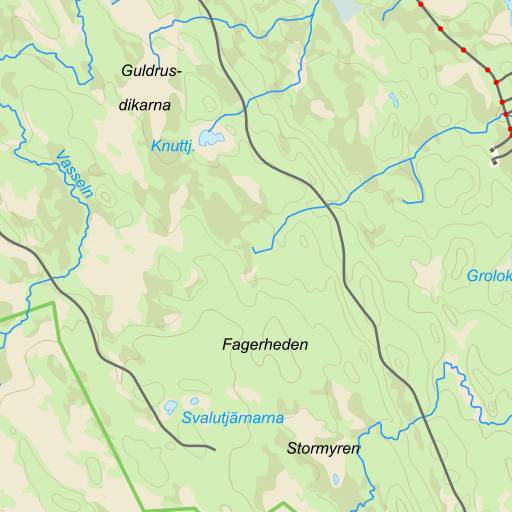 Guldrus-
dikarna
Knuttj.
Vasseln
Grolok
Fagerheden
Svalutjärnarna
Stormyren